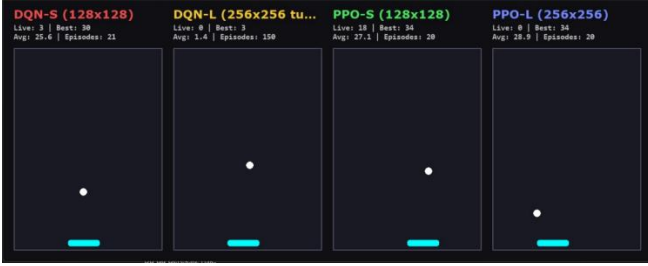 DQN-S (128x128)
Live: 3 | Best: 30
Avg: 25.6 | Episodes: 21
DQN-L (256x256 tu...
Live: 0 | Best: 3
Avg: 1.4 | Episodes: 150
PPO-S (128x128)
Live: 18 | Best: 34
Avg: 27.1 | Episodes: 20
PPO-L (256x256)
Live: 0 | Best: 34
Avg: 28.9 | Episodes: 20